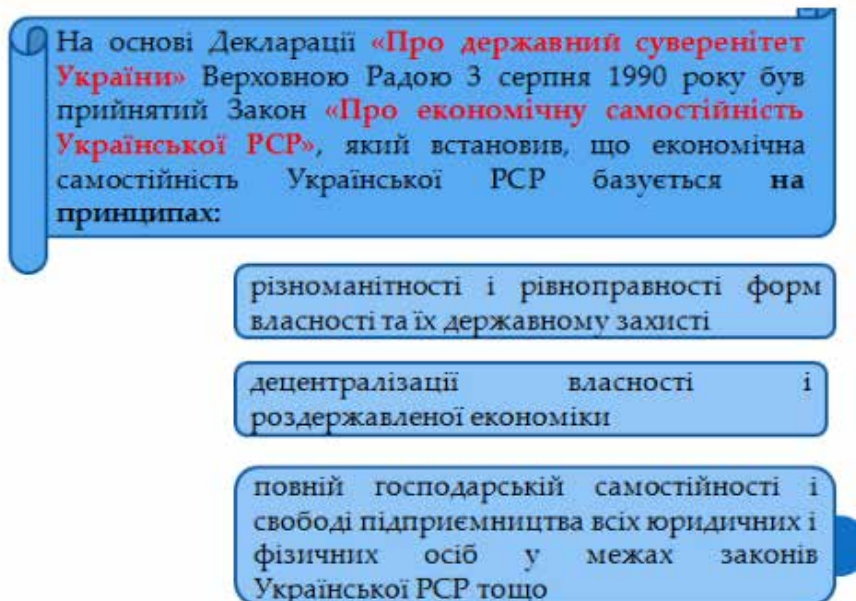 На основі Декларації «Про державний суверенітет
України» Верховною Радою 3 серпня 1990 року був
прийнятий Закон «Про економічну самостійність
Української РСР», який встановив, що економічна
самостійність Української РСР базується на
принципах:
різноманітності і рівноправності форм
власності та їх державному захисті
децентралізації власності і
роздержавленої економіки
повній господарській самостійності і
свободі підприємництва всіх юридичних і
фізичних осіб у межах законів
Української РСР тощо